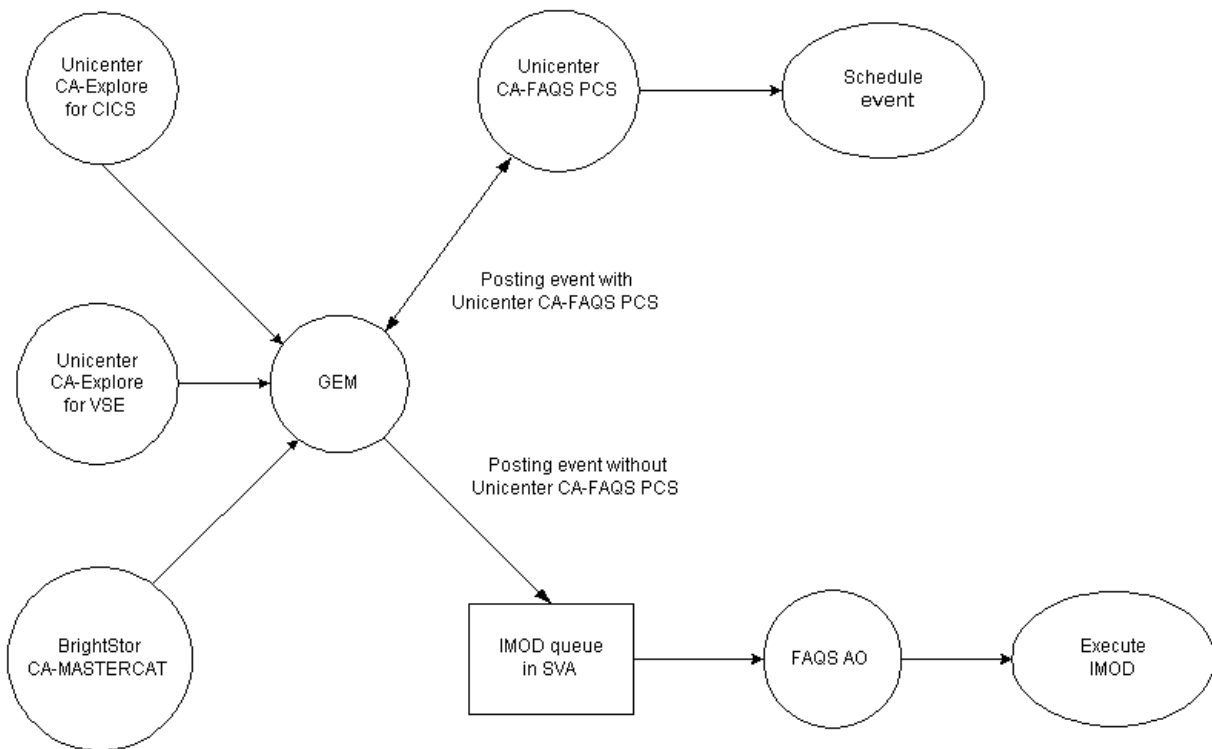 Unicenter
CA-Explore
for CICS
Unicenter
CA-FAQS PCS
Schedule
event
Posting event with
Unicenter CA-FAQS PCS
Unicenter
CA-Explore
for VSE
GEM
Posting event without
Unicenter CA-FAQS PCS
BrightStor
CA-MASTERCAT
IMOD queue
in SVA
FAQS AO
Execute
IMOD